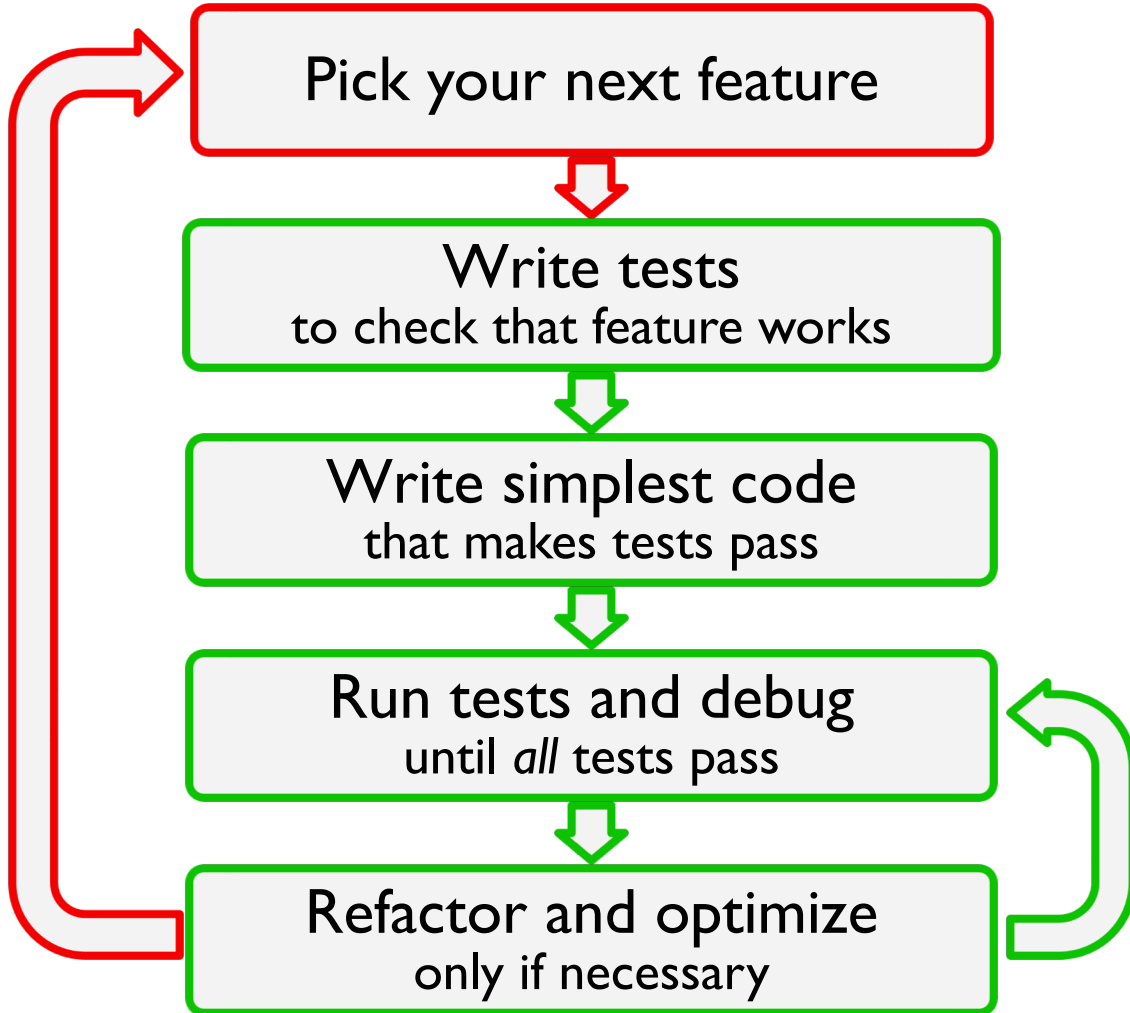 Pick your next feature
Write tests
to check that feature works
Write simplest code
that makes tests pass
Run tests and debug
until all tests pass
Refactor and optimize
only if necessary